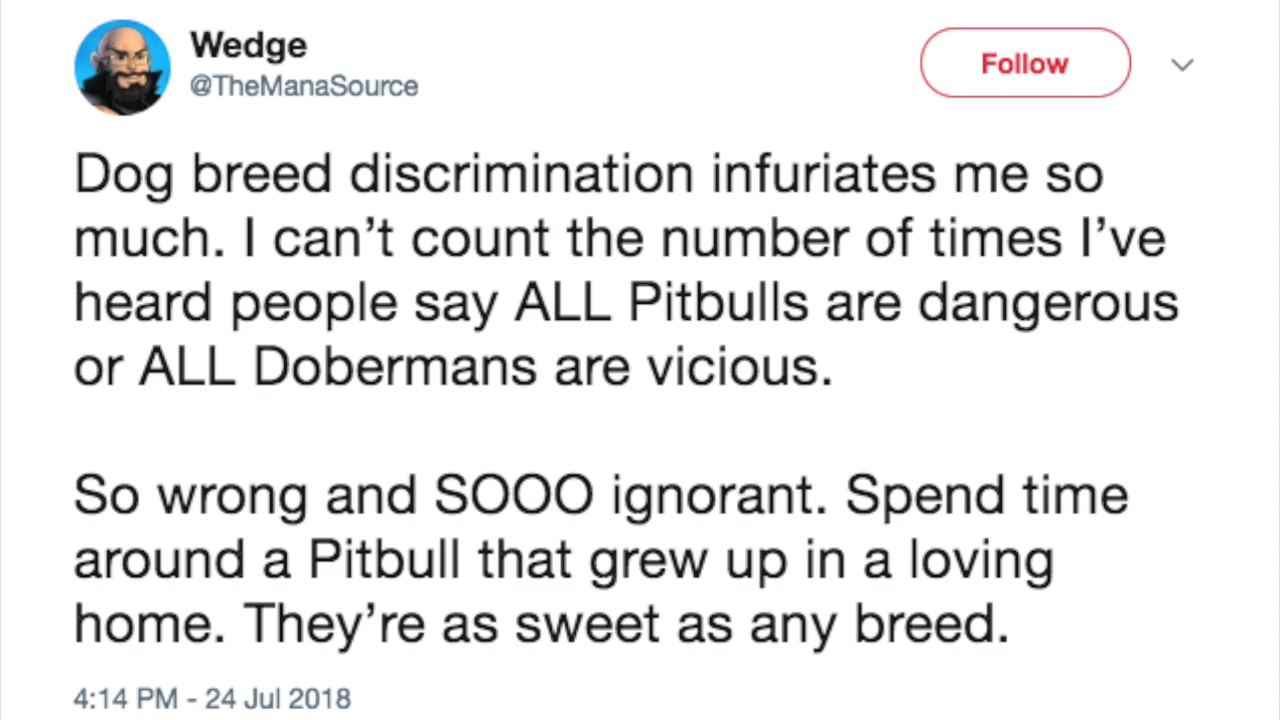 Wedge
@TheManaSource
Follow
Dog breed discrimination infuriates me so
much. I can’t count the number of times I’ve
heard people say ALL Pitbulls are dangerous
or ALL Dobermans are vicious.
So wrong and SOOO ignorant. Spend time
around a Pitbull that grew up in a loving
home. They’re as sweet as any breed.
4:14 PM - 24 Jul 2018